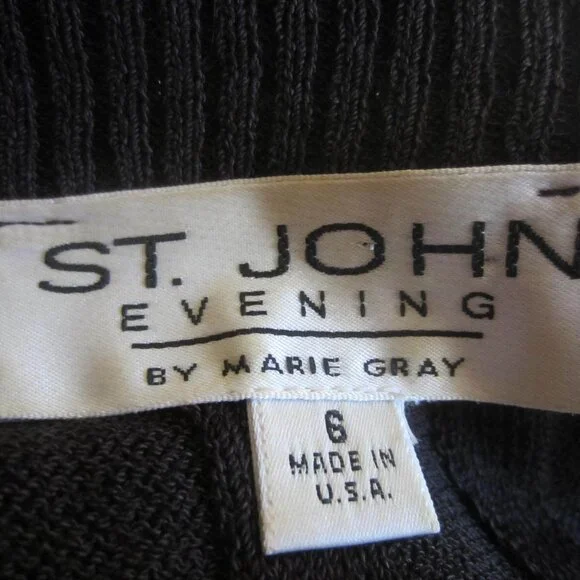 ST. JOHN
EVENING
BY MARIE GRAY
6
MADE IN
U.S.A.